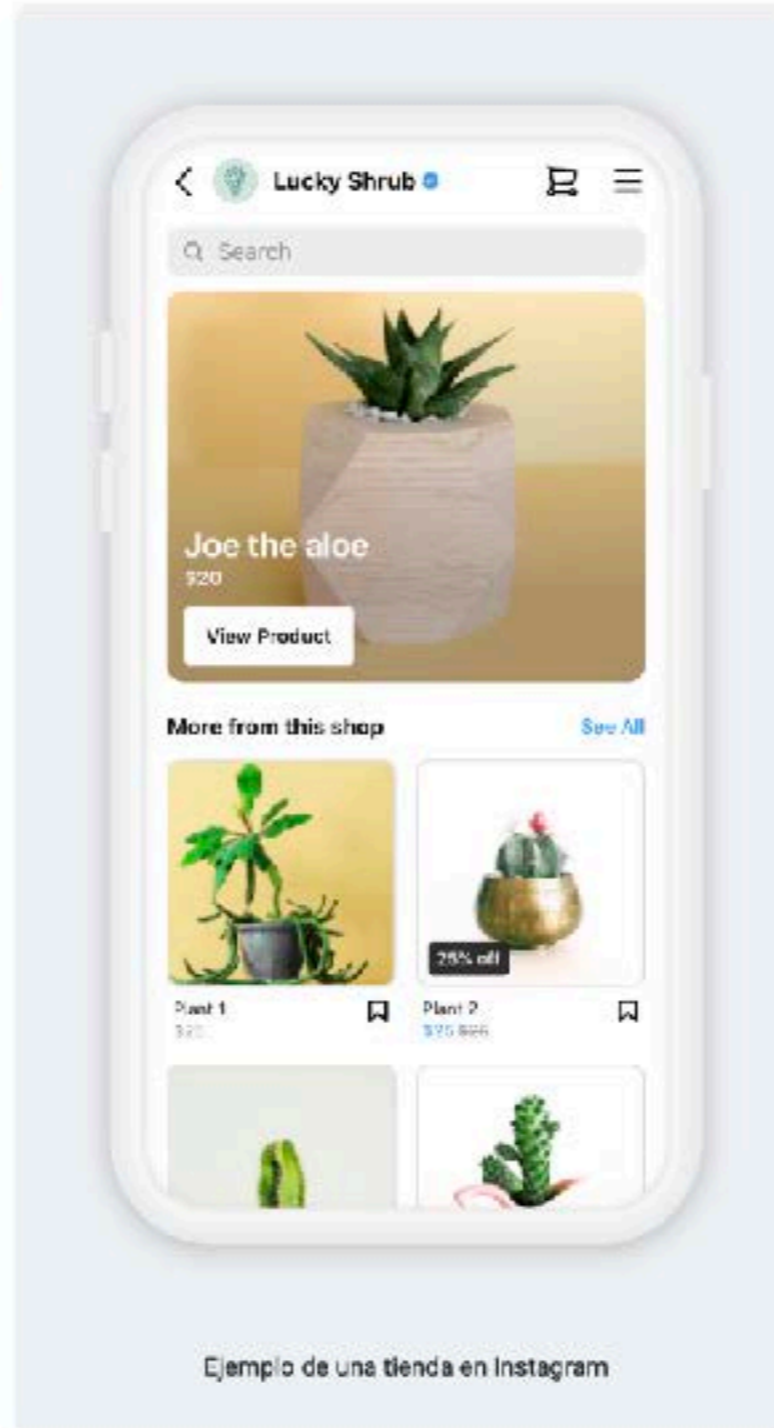 Lucky Shrub
Search
Joe the aloe
$20
View Product
More from this shop
See All
25% off
Plant 1
Plant 2
Ejemplo de una tienda en Instagram